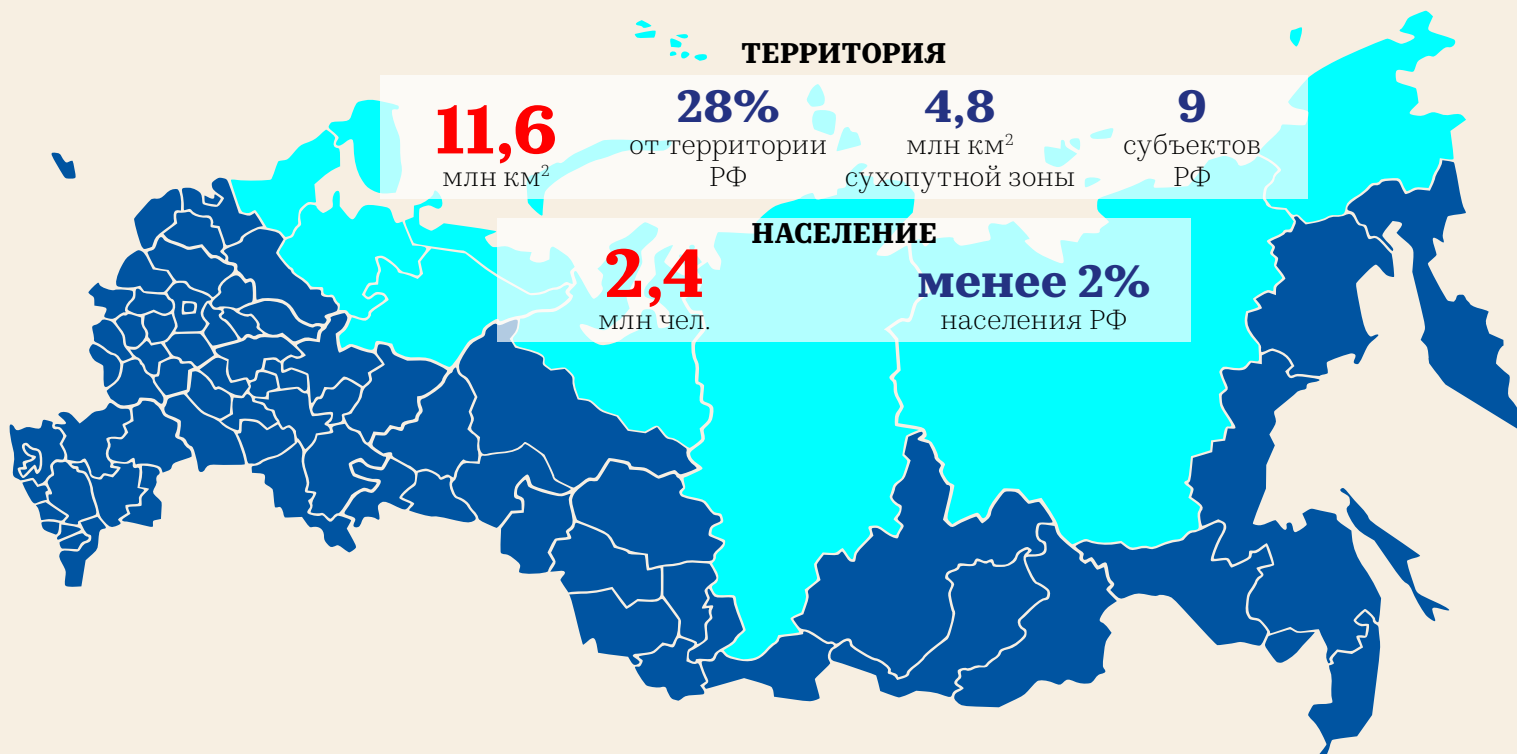 ТЕРРИТОРИЯ
11,6
млн км²
28%
от территории
РФ
4,8
млн км²
сухопутной зоны
9
субъектов
РФ
НАСЕЛЕНИЕ
2,4
млн чел.
менее 2%
населения РФ